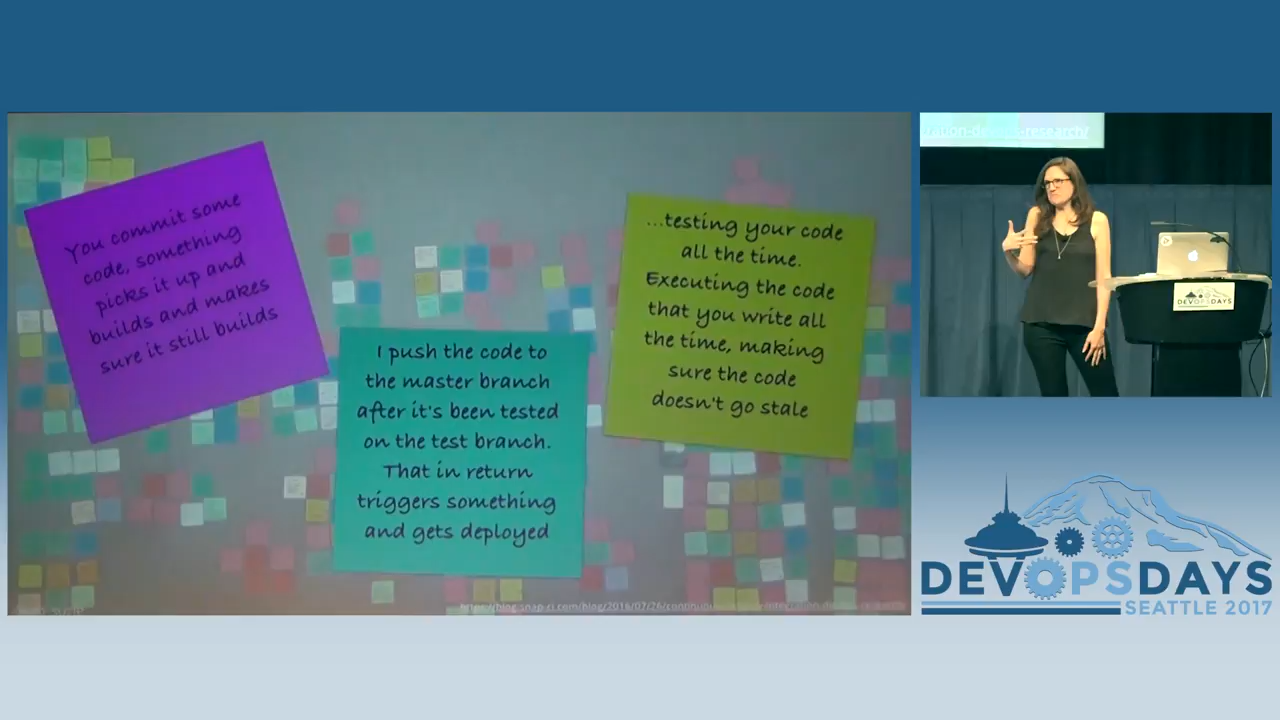 You commit some
code, something
picks it up and
builds and makes
sure it still builds
I push the code to
the master branch
after it's been tested
on the test branch.
That in return
triggers something
and gets deployed
...testing your code
all the time.
Executing the code
that you write all
the time, making
sure the code
doesn't go stale
research/
DEVOPSDAYS
DEVOPSDAYS
SEATTLE 2017